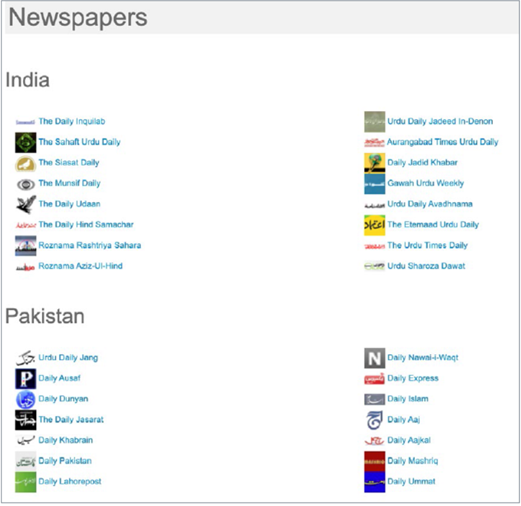 Newspapers
India
The Daily Inquilab
The Sahaft Urdu Daily
The Siasat Daily
The Munsif Daily
The Daily Udaan
The Daily Hind Samachar
Roznama Rashtriya Sahara
Roznama Aziz-Ul-Hind
Urdu Daily Jadeed In-Denon
Aurangabad Times Urdu Daily
Daily Jadid Khabar
Gawah Urdu Weekly
Urdu Daily Avadhnama
The Etemaad Urdu Daily
The Urdu Times Daily
Urdu Sharoza Dawat
Pakistan
Urdu Daily Jang
Daily Ausaf
Daily Dunyan
The Daily Jasarat
Daily Khabrain
Daily Pakistan
Daily Lahorepost
N Daily Nawai-i-Waqt
Daily Express
Daily Islam
Daily Aaj
Daily Aajkal
Daily Mashriq
Daily Ummat